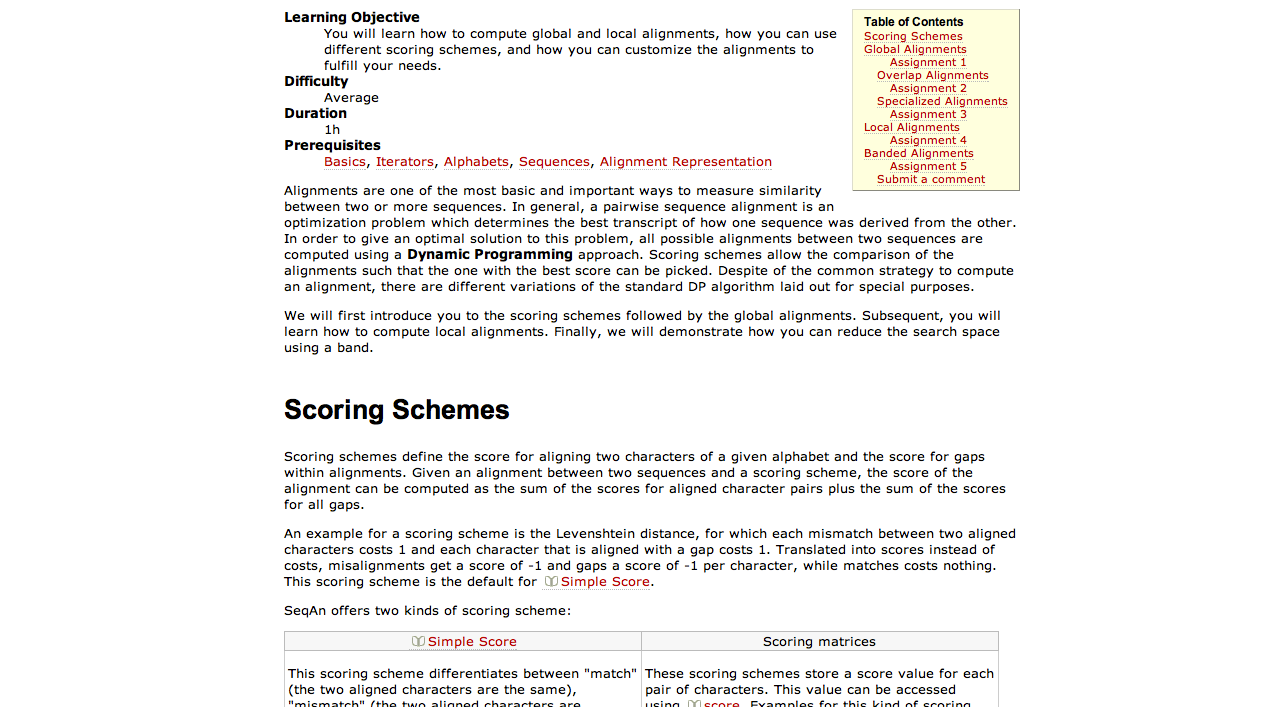 Learning Objective
You will learn how to compute global and local alignments, how you can use
different scoring schemes, and how you can customize the alignments to
fulfill your needs.
Difficulty
Average
Duration
1h
Prerequisites
Basics, Iterators, Alphabets, Sequences, Alignment Representation
Table of Contents
Scoring Schemes
Global Alignments
Assignment 1
Overlap Alignments
Assignment 2
Specialized Alignments
Assignment 3
Local Alignments
Assignment 4
Banded Alignments
Assignment 5
Submit a comment
Alignments are one of the most basic and important ways to measure similarity
between two or more sequences. In general, a pairwise sequence alignment is an
optimization problem which determines the best transcript of how one sequence was derived from the other.
In order to give an optimal solution to this problem, all possible alignments between two sequences are
computed using a Dynamic Programming approach. Scoring schemes allow the comparison of the
alignments such that the one with the best score can be picked. Despite of the common strategy to compute
an alignment, there are different variations of the standard DP algorithm laid out for special purposes.
We will first introduce you to the scoring schemes followed by the global alignments. Subsequent, you will
learn how to compute local alignments. Finally, we will demonstrate how you can reduce the search space
using a band.
Scoring Schemes
Scoring schemes define the score for aligning two characters of a given alphabet and the score for gaps
within alignments. Given an alignment between two sequences and a scoring scheme, the score of the
alignment can be computed as the sum of the scores for aligned character pairs plus the sum of the scores
for all gaps.
An example for a scoring scheme is the Levenshtein distance, for which each mismatch between two aligned
characters costs 1 and each character that is aligned with a gap costs 1. Translated into scores instead of
costs, misalignments get a score of -1 and gaps a score of -1 per character, while matches costs nothing.
This scoring scheme is the default for Simple Score.
SeqAn offers two kinds of scoring scheme:
Simple Score
This scoring scheme differentiates between "match"
(the two aligned characters are the same),
"mismatch" (the two aligned characters are
Scoring matrices
These scoring schemes store a score value for each
pair of characters. This value can be accessed
using score. Examples for this kind of scoring